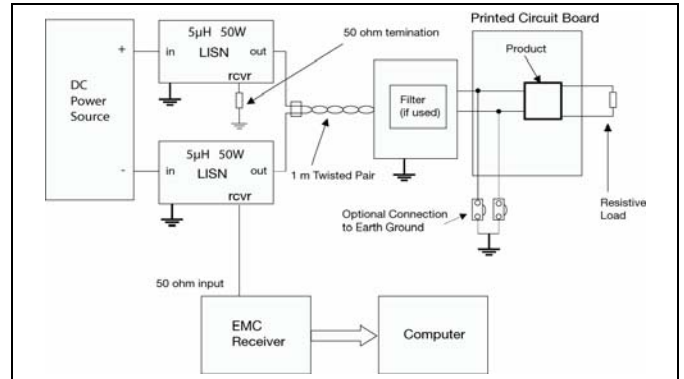 Printed Circuit Board
5µH 50W
LISN
in
out
rcvr
+
50 ohm temination
Product
DC
Power
Source
Filter
(if used)
-
5µH 50W
LISN
in
out
rcvr
1 m Twisted Pair
Optional Connection
to Earth Ground
Resistive
Load
50 ohm input
EMC
Receiver
Computer